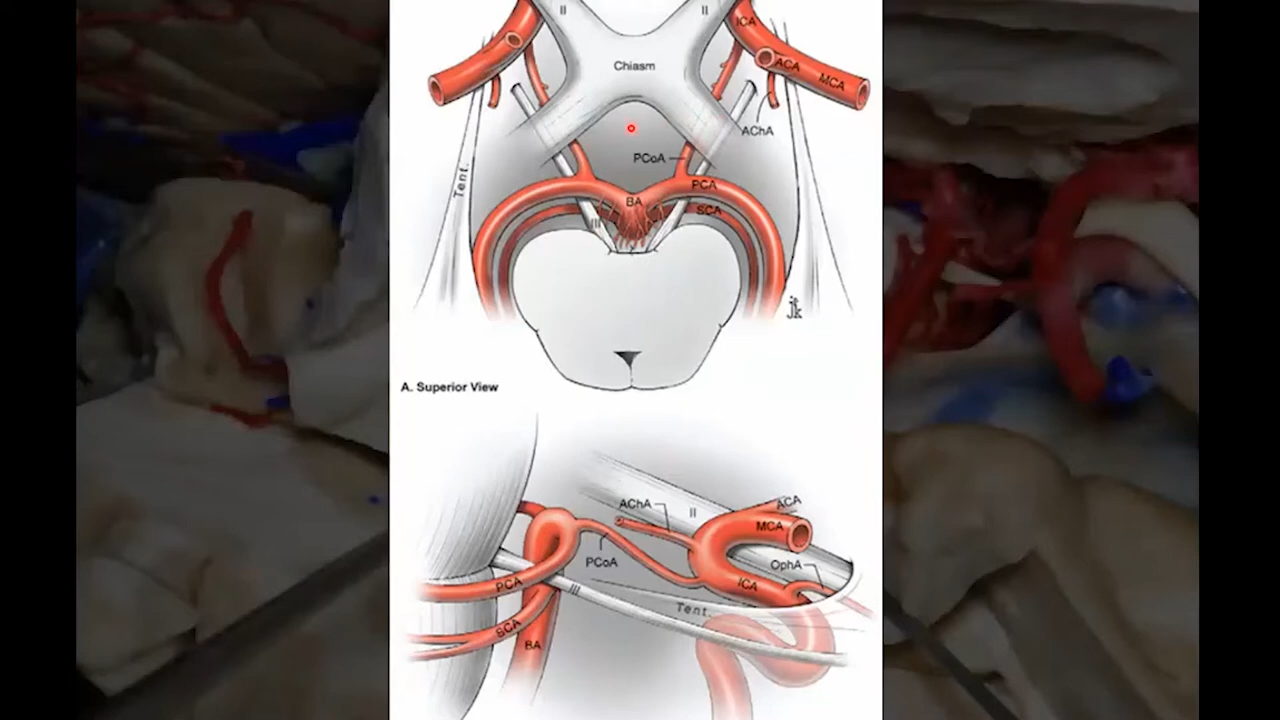 II
II
ICA
Chiasm
ACA
MCA
AChA
PCoA
Tent.
PCA
BA
SCA
III
jk
A. Superior View
AChA
II
ACA
MCA
PCoA
OphA
PCA
III
ICA
Tent.
SCA
BA